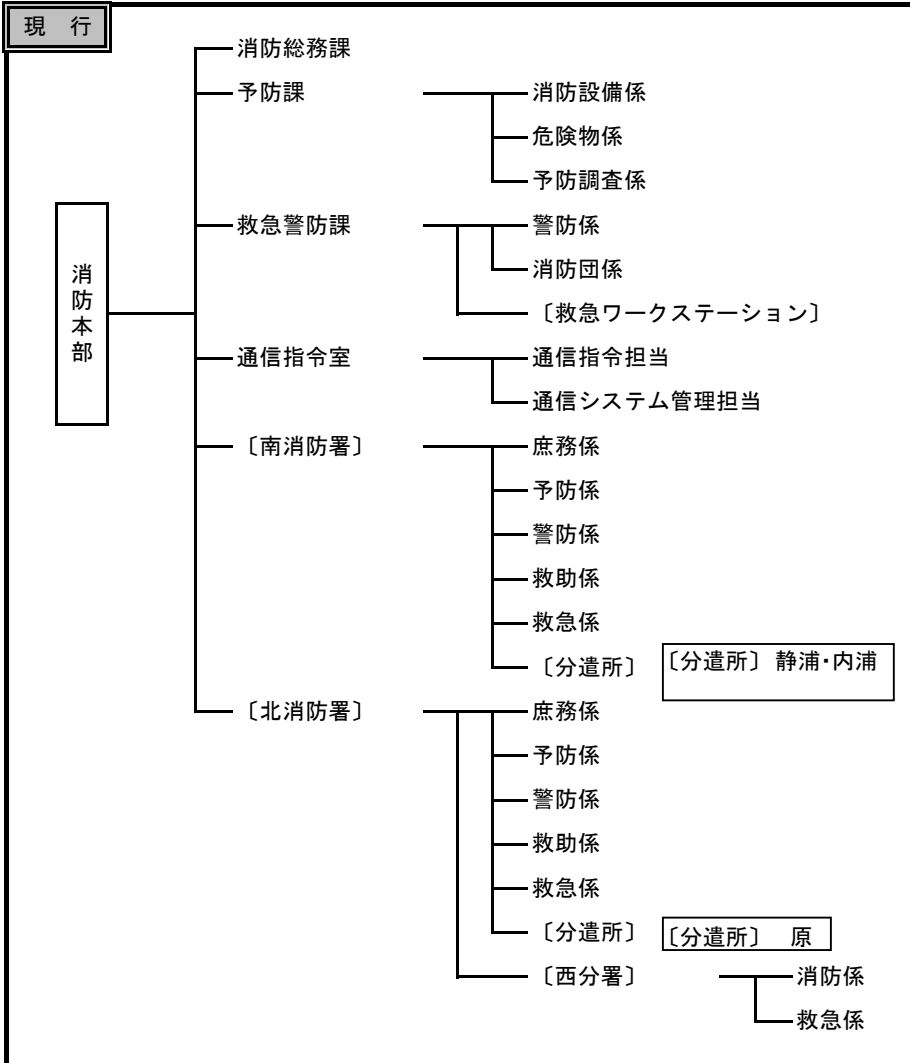 現 行
消防本部
消防総務課
予防課
消防設備係
危険物係
予防調査係
救急警防課
警防係
消防団係
〔救急ワークステーション〕
通信指令室
通信指令担当
通信システム管理担当
〔南消防署〕
庶務係
予防係
警防係
救助係
救急係
〔分遣所〕
〔分遣所〕 静浦・内浦
〔北消防署〕
庶務係
予防係
警防係
救助係
救急係
〔分遣所〕
〔分遣所〕 原
〔西分署〕
消防係
救急係